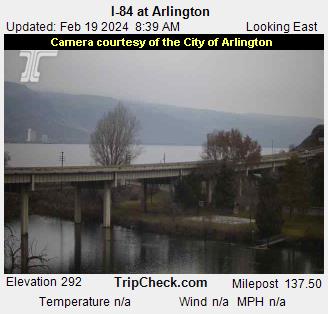 I-84 at Arlington
Updated: Feb 19 2024 8:39 AM Looking East
Camera courtesy of the City of Arlington
Elevation 292 TripCheck.com Milepost 137.50
Temperature n/a Wind n/a MPH n/a